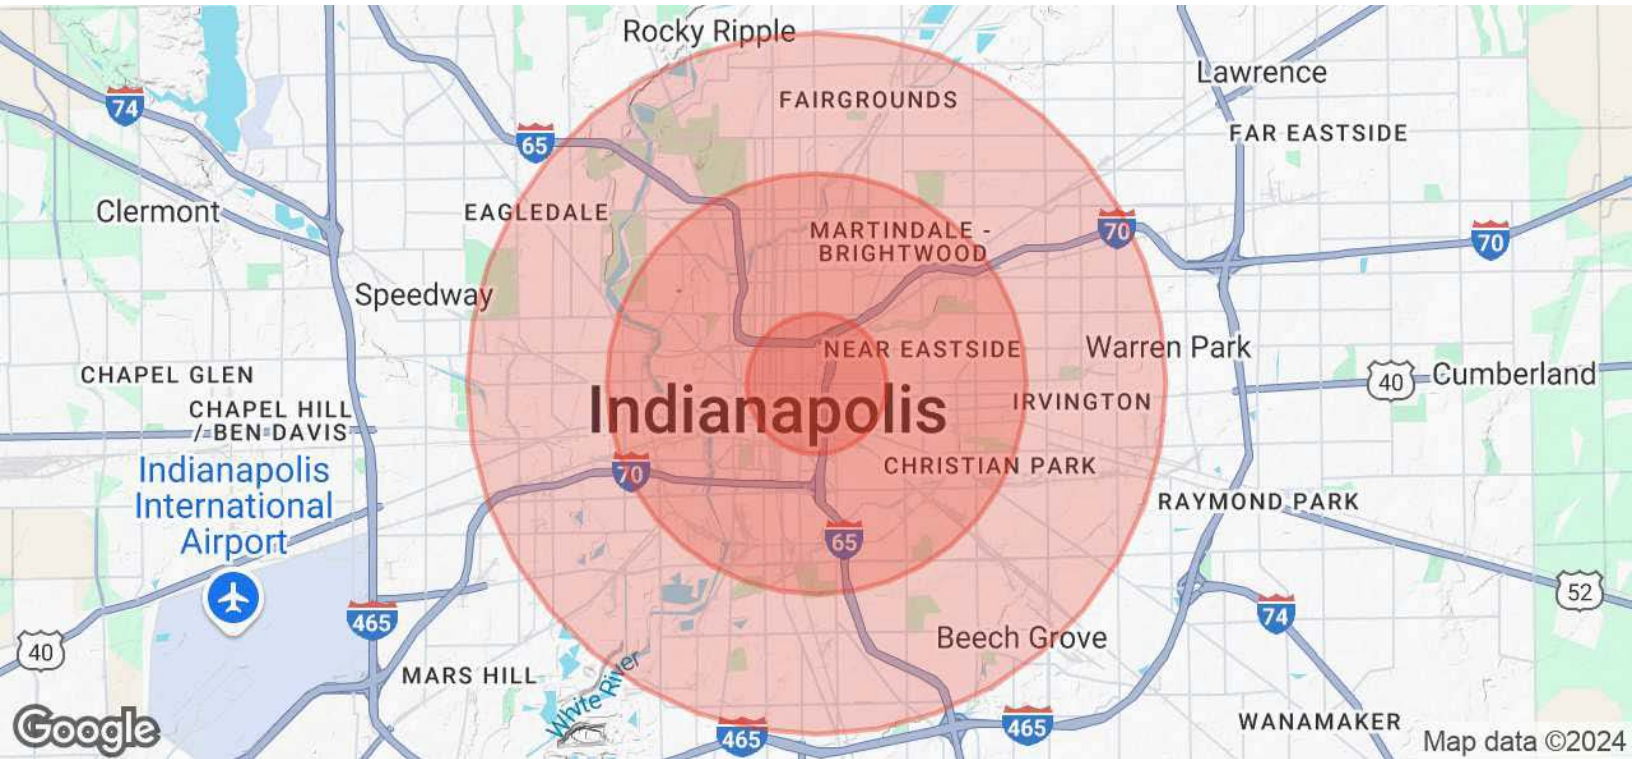 Rocky Ripple
Lawrence
74
FAIRGROUNDS
65
FAR EASTSIDE
Clermont
EAGLEDALE
MARTINDALE -
BRIGHTWOOD
70
70
Speedway
NEAR EASTSIDE
Warren Park
CHAPEL GLEN
40
Cumberland
CHAPEL HILL
/ BEN DAVIS
Indianapolis
IRVINGTON
Indianapolis
International
Airport
70
CHRISTIAN PARK
RAYMOND PARK
65
52
465
74
40
Beech Grove
MARS HILL
White River
Google
465
465
WANAMAKER
Map data ©2024